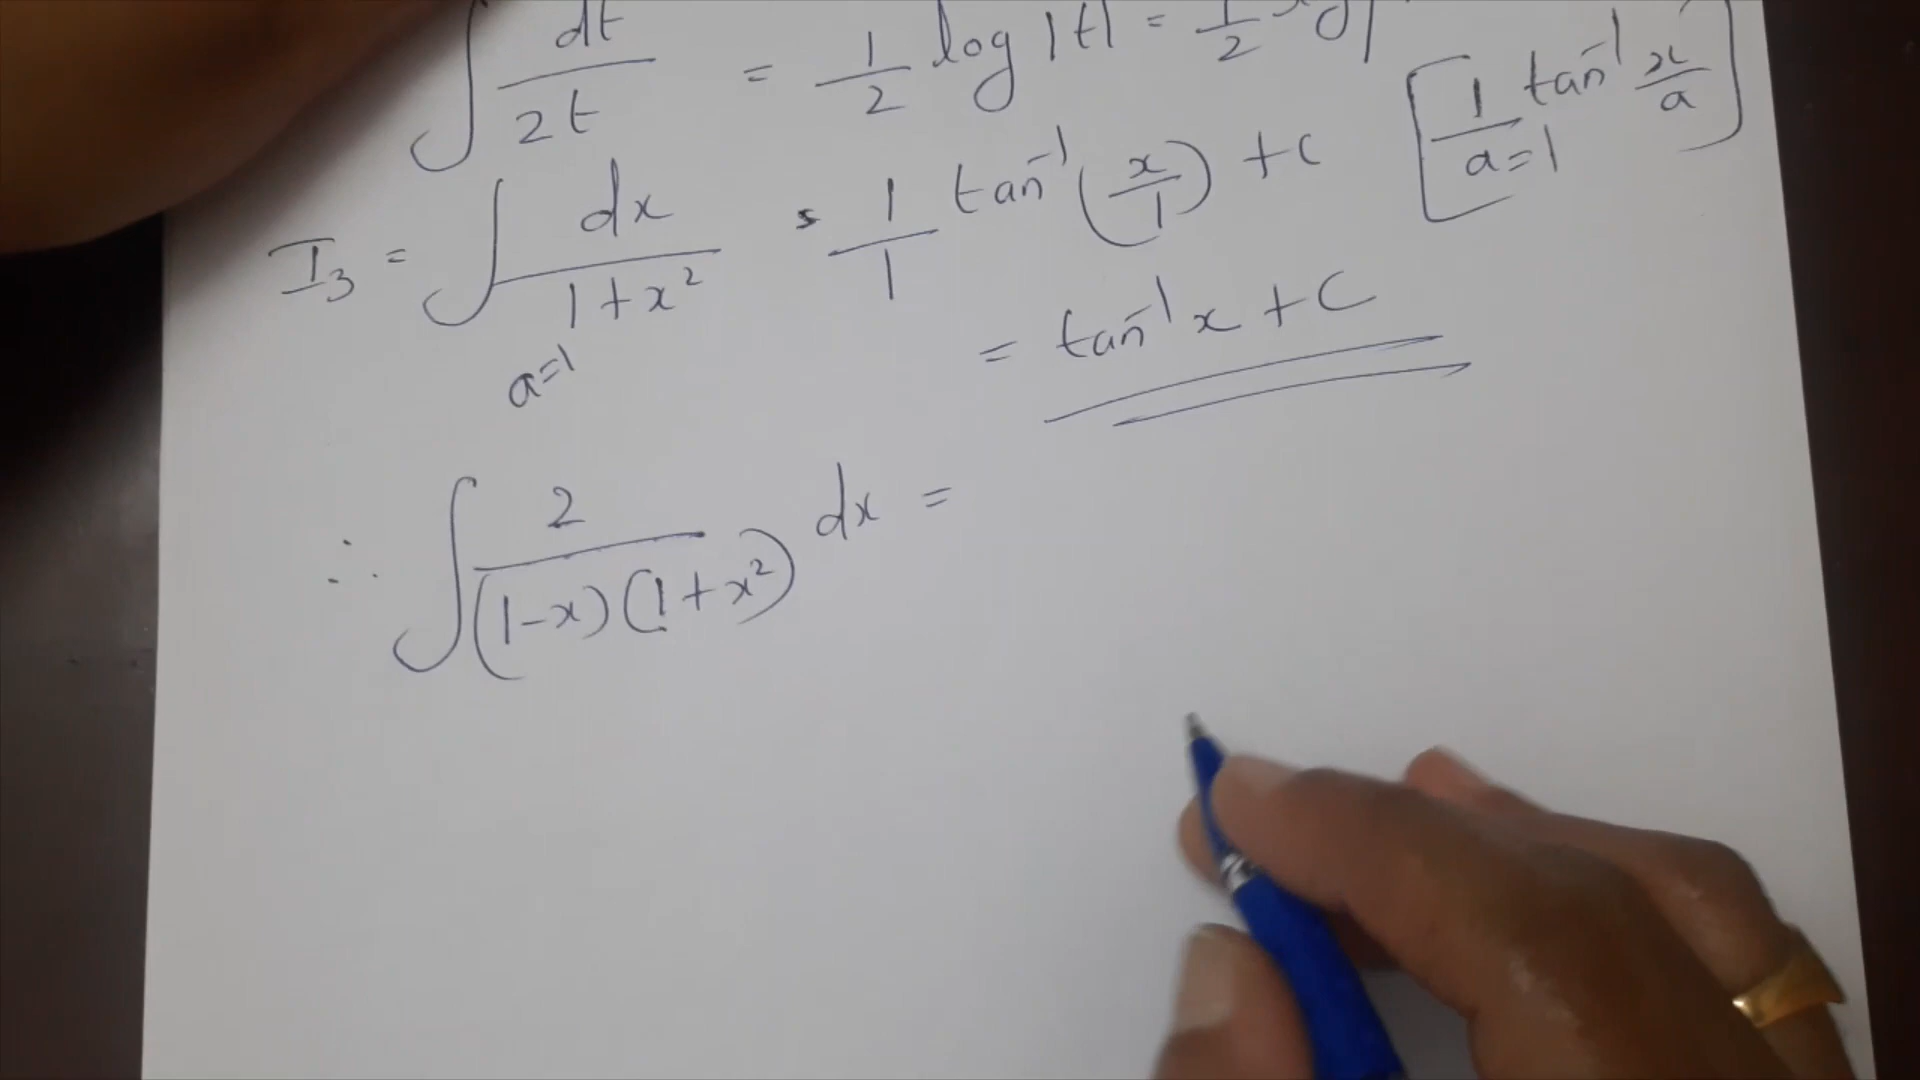 ∫ dt/2t = 1/2 log |t| = 1/2
[1/a=1 tan⁻¹ x/a]
I₃ = ∫ dx/1+x² = 1/1 tan⁻¹ (x/1) + c
a=1
= tan⁻¹ x + C
∴ ∫ 2/(1-x)(1+x²) dx =